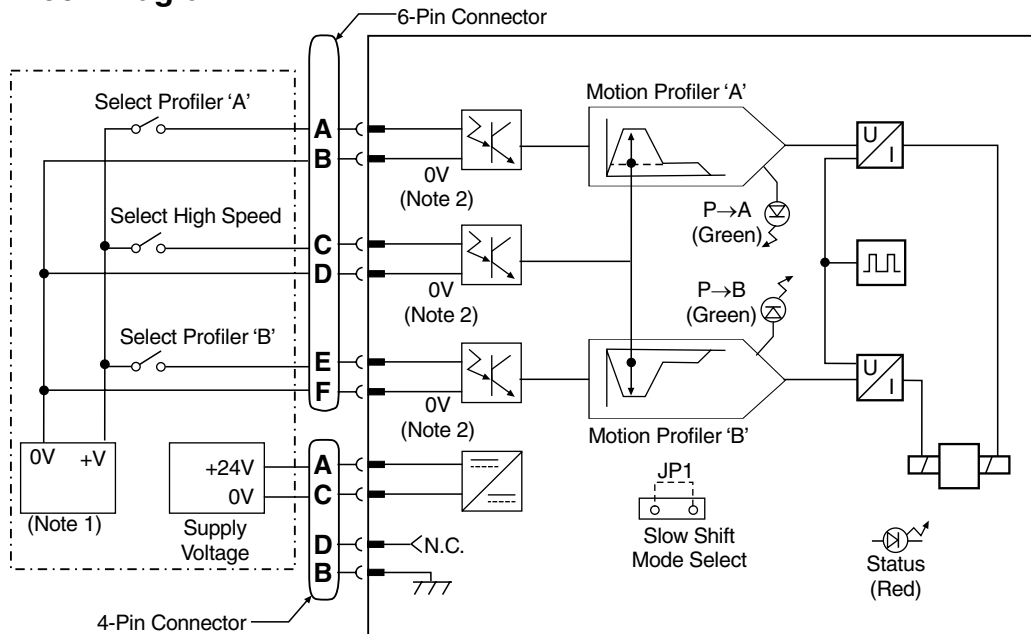 6-Pin Connector
Select Profiler 'A'
Select High Speed
Select Profiler 'B'
A
B
C
D
E
F
0V
(Note 2)
0V
(Note 2)
0V
(Note 2)
Motion Profiler 'A'
P→A
(Green)
P→B
(Green)
Motion Profiler 'B'
U
I
U
I
0V +V
(Note 1)
+24V
0V
Supply
Voltage
A
C
D
B
N.C.
4-Pin Connector
JP1
Slow Shift
Mode Select
Status
(Red)